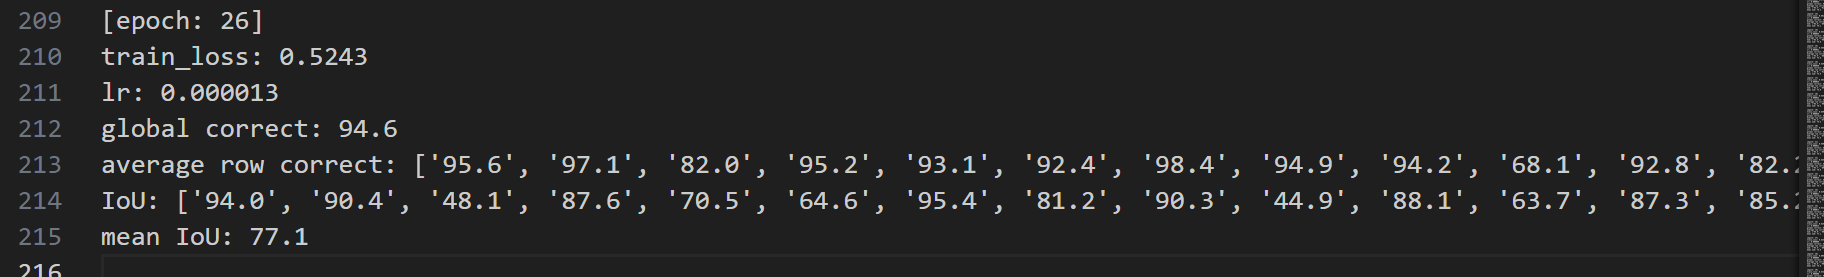 209 [epoch: 26]
210 train_loss: 0.5243
211 lr: 0.000013
212 global correct: 94.6
213 average row correct: ['95.6', '97.1', '82.0', '95.2', '93.1', '92.4', '98.4', '94.9', '94.2', '68.1', '92.8', '82.2
214 IoU: ['94.0', '90.4', '48.1', '87.6', '70.5', '64.6', '95.4', '81.2', '90.3', '44.9', '88.1', '63.7', '87.3', '85.2
215 mean IoU: 77.1
216